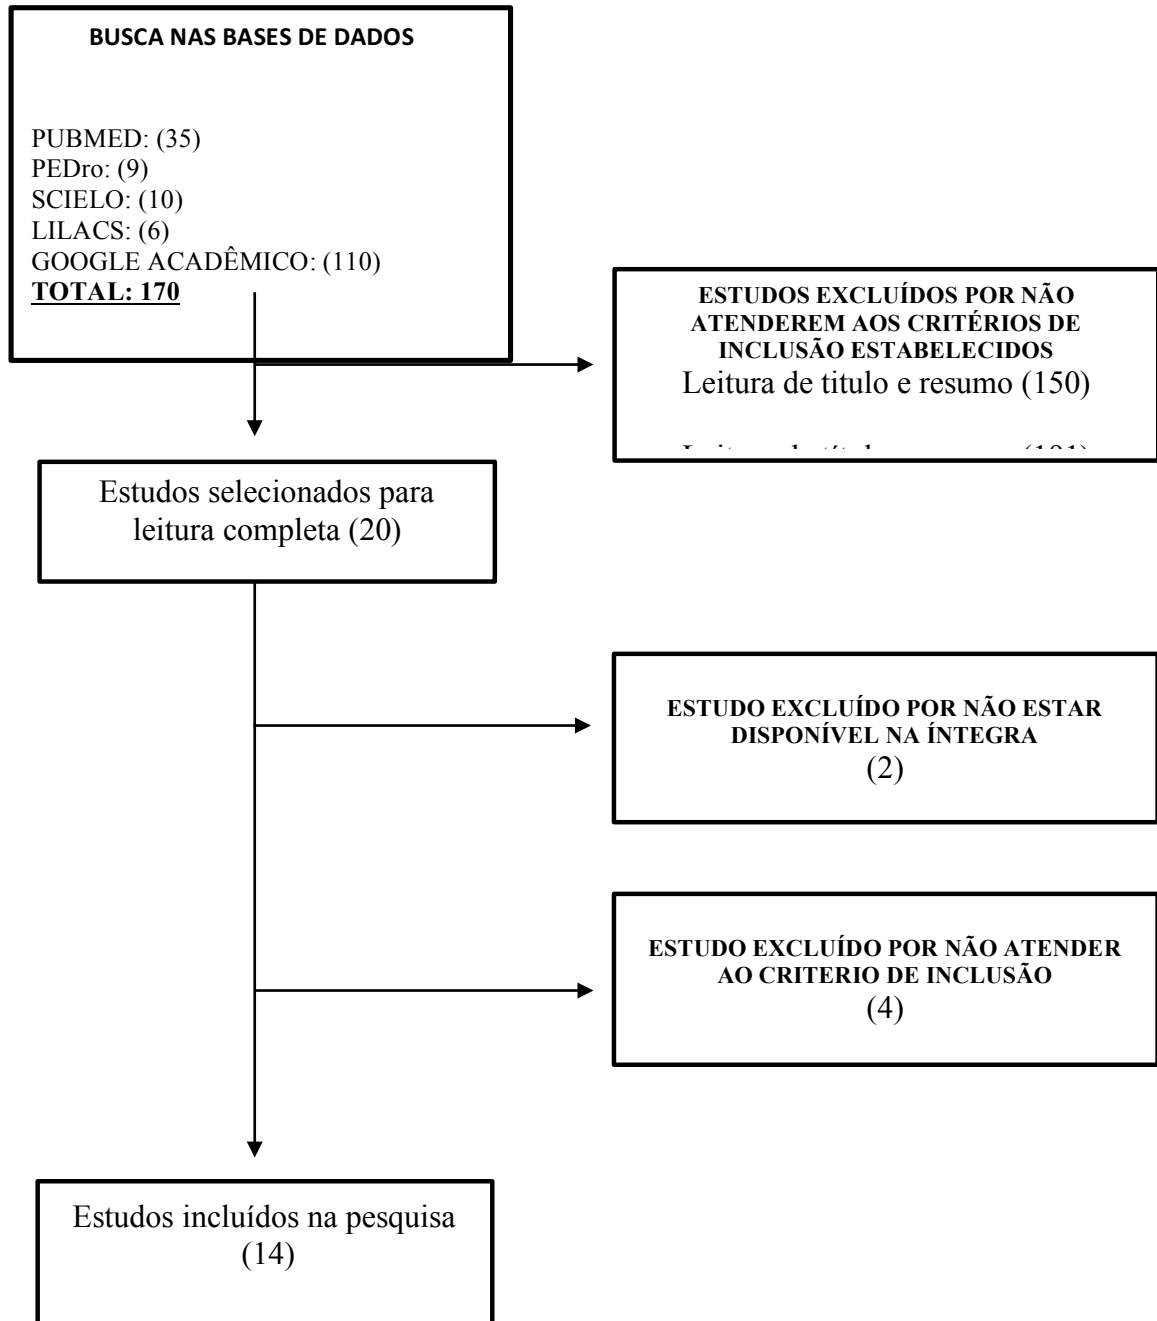 BUSCA NAS BASES DE DADOS
PUBMED: (35)
PEDro: (9)
SCIELO: (10)
LILACS: (6)
GOOGLE ACADÊMICO: (110)
TOTAL: 170
ESTUDOS EXCLUÍDOS POR NÃO
ATENDEREM AOS CRITÉRIOS DE
INCLUSÃO ESTABELECIDOS
Leitura de titulo e resumo (150)
Estudos selecionados para
leitura completa (20)
ESTUDO EXCLUÍDO POR NÃO ESTAR
DISPONÍVEL NA ÍNTEGRA
(2)
ESTUDO EXCLUÍDO POR NÃO ATENDER
AO CRITERIO DE INCLUSÃO
(4)
Estudos incluídos na pesquisa
(14)